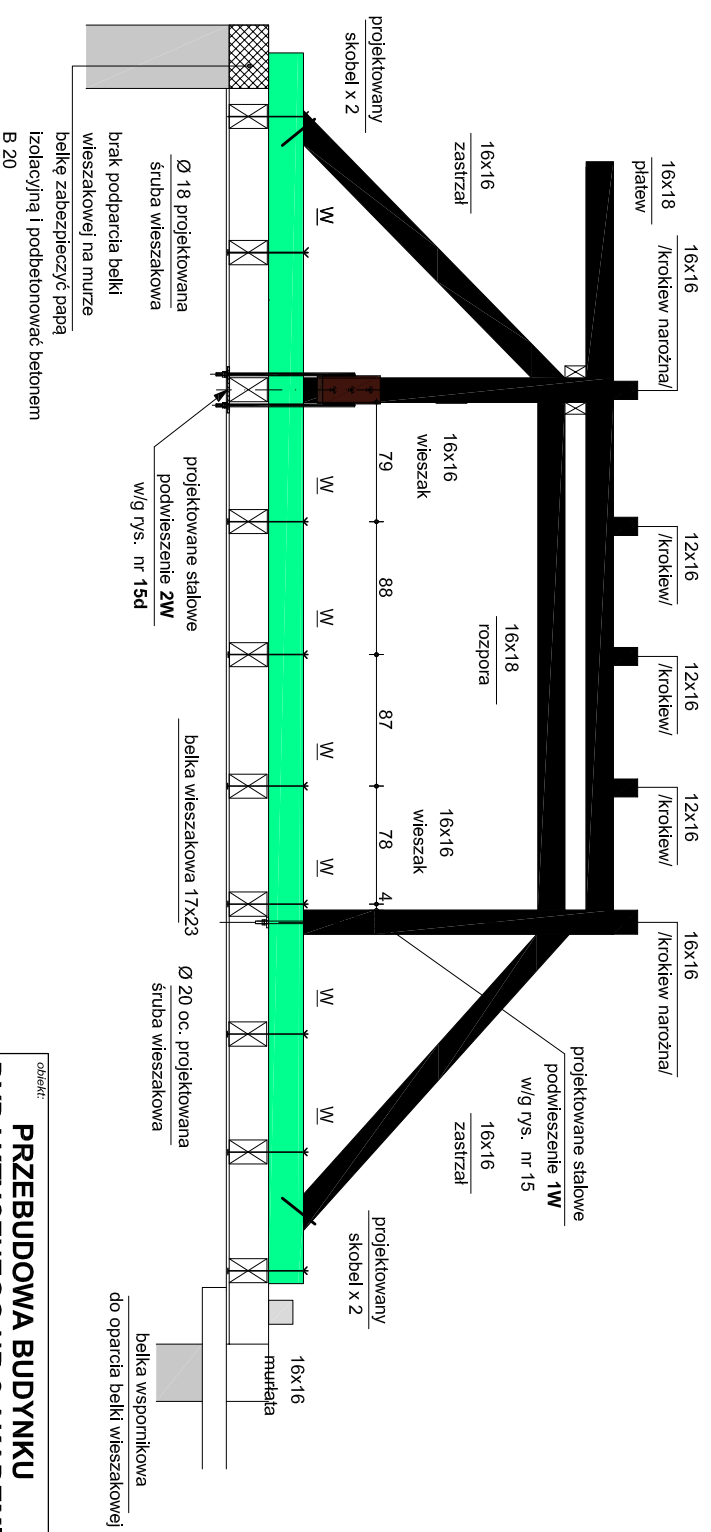 16x16
/krokiew narożna/
12x16
/krokiew/
12x16
/krokiew/
12x16
/krokiew/
16x16
/krokiew narożna/
16x18
płatew
16x16
zastrzał
projektowany
skobel x 2
16x18
rozpora
16x16
wieszak
16x16
wieszak
projektowane stalowe
podwieszenie 1W
w/g rys. nr 15
16x16
zastrzał
projektowany
skobel x 2
79
88
87
78
4
W
W
W
W
W
W
W
16x16
murłata
Ø 18 projektowana
śruba wieszakowa
projektowane stalowe
podwieszenie 2W
w/g rys. nr 15d
belka wieszakowa 17x23
Ø 20 oc. projektowana
śruba wieszakowa
brak podparcia belki
wieszakowej na murze
belkę zabezpieczyć papą
izolacyjną i podbetonować betonem
B 20
belka wspornikowa
do oparcia belki wieszakowej
obiekt:
PRZEBUDOWA BUDYNKU